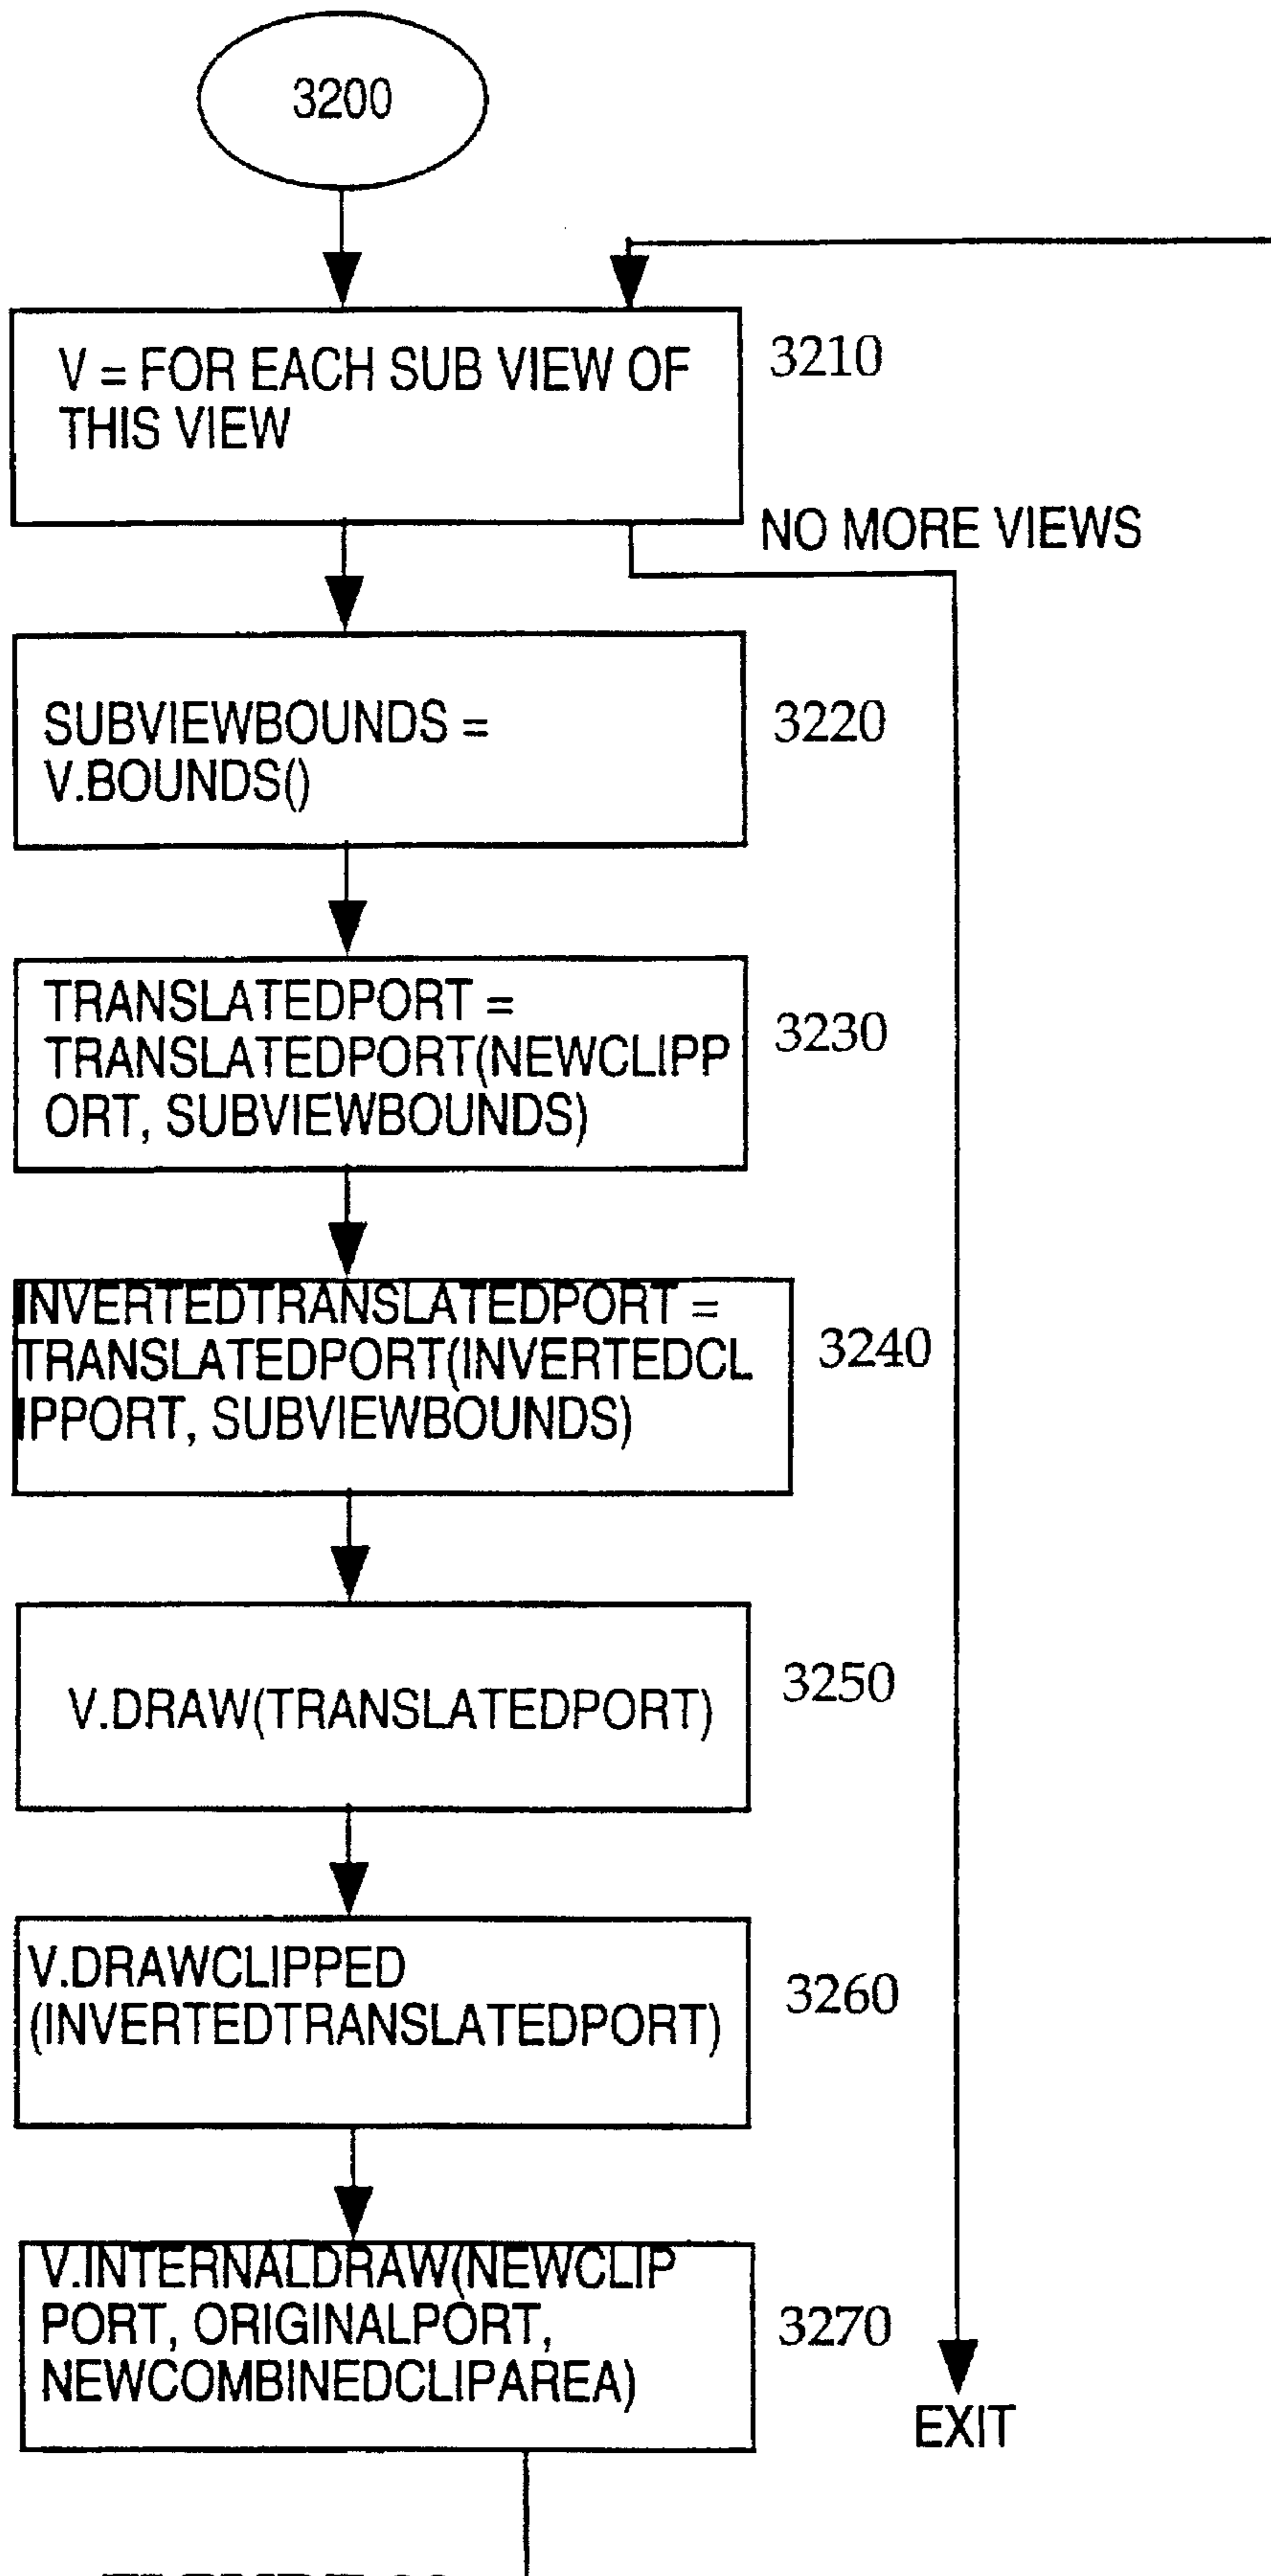 3200
V = FOR EACH SUB VIEW OF
THIS VIEW
3210
NO MORE VIEWS
SUBVIEWBOUNDS =
V.BOUNDS()
3220
TRANSLATEDPORT =
TRANSLATEDPORT(NEWCLIPP
ORT, SUBVIEWBOUNDS)
3230
INVERTEDTRANSLATEDPORT =
TRANSLATEDPORT(INVERTEDCL
IPPORT, SUBVIEWBOUNDS)
3240
V.DRAW(TRANSLATEDPORT)
3250
V.DRAWCLIPPED
(INVERTEDTRANSLATEDPORT)
3260
V.INTERNALDRAW(NEWCLIP
PORT, ORIGINALPORT,
NEWCOMBINEDCLIPAREA)
3270
EXIT